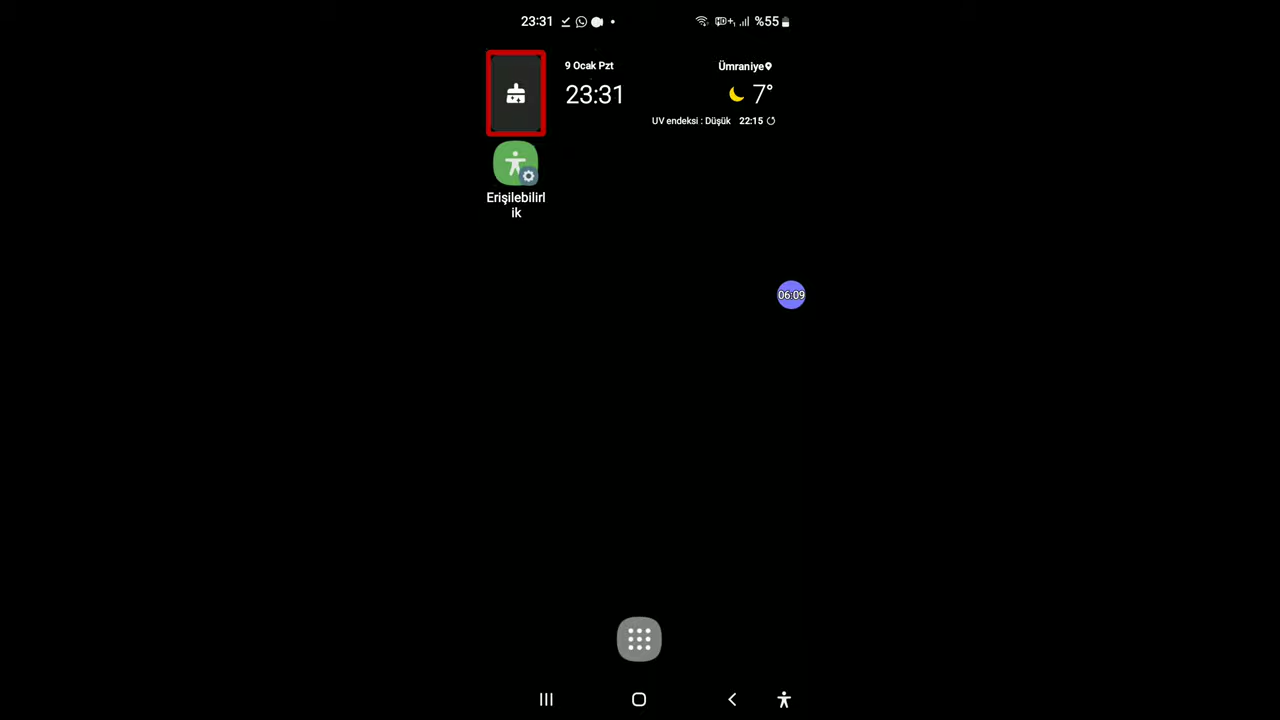 23:31
%55
9 Ocak Pzt
Ümraniye
23:31
7°
UV endeksi : Düşük 22:15
Erişilebilirl
ik
06:09